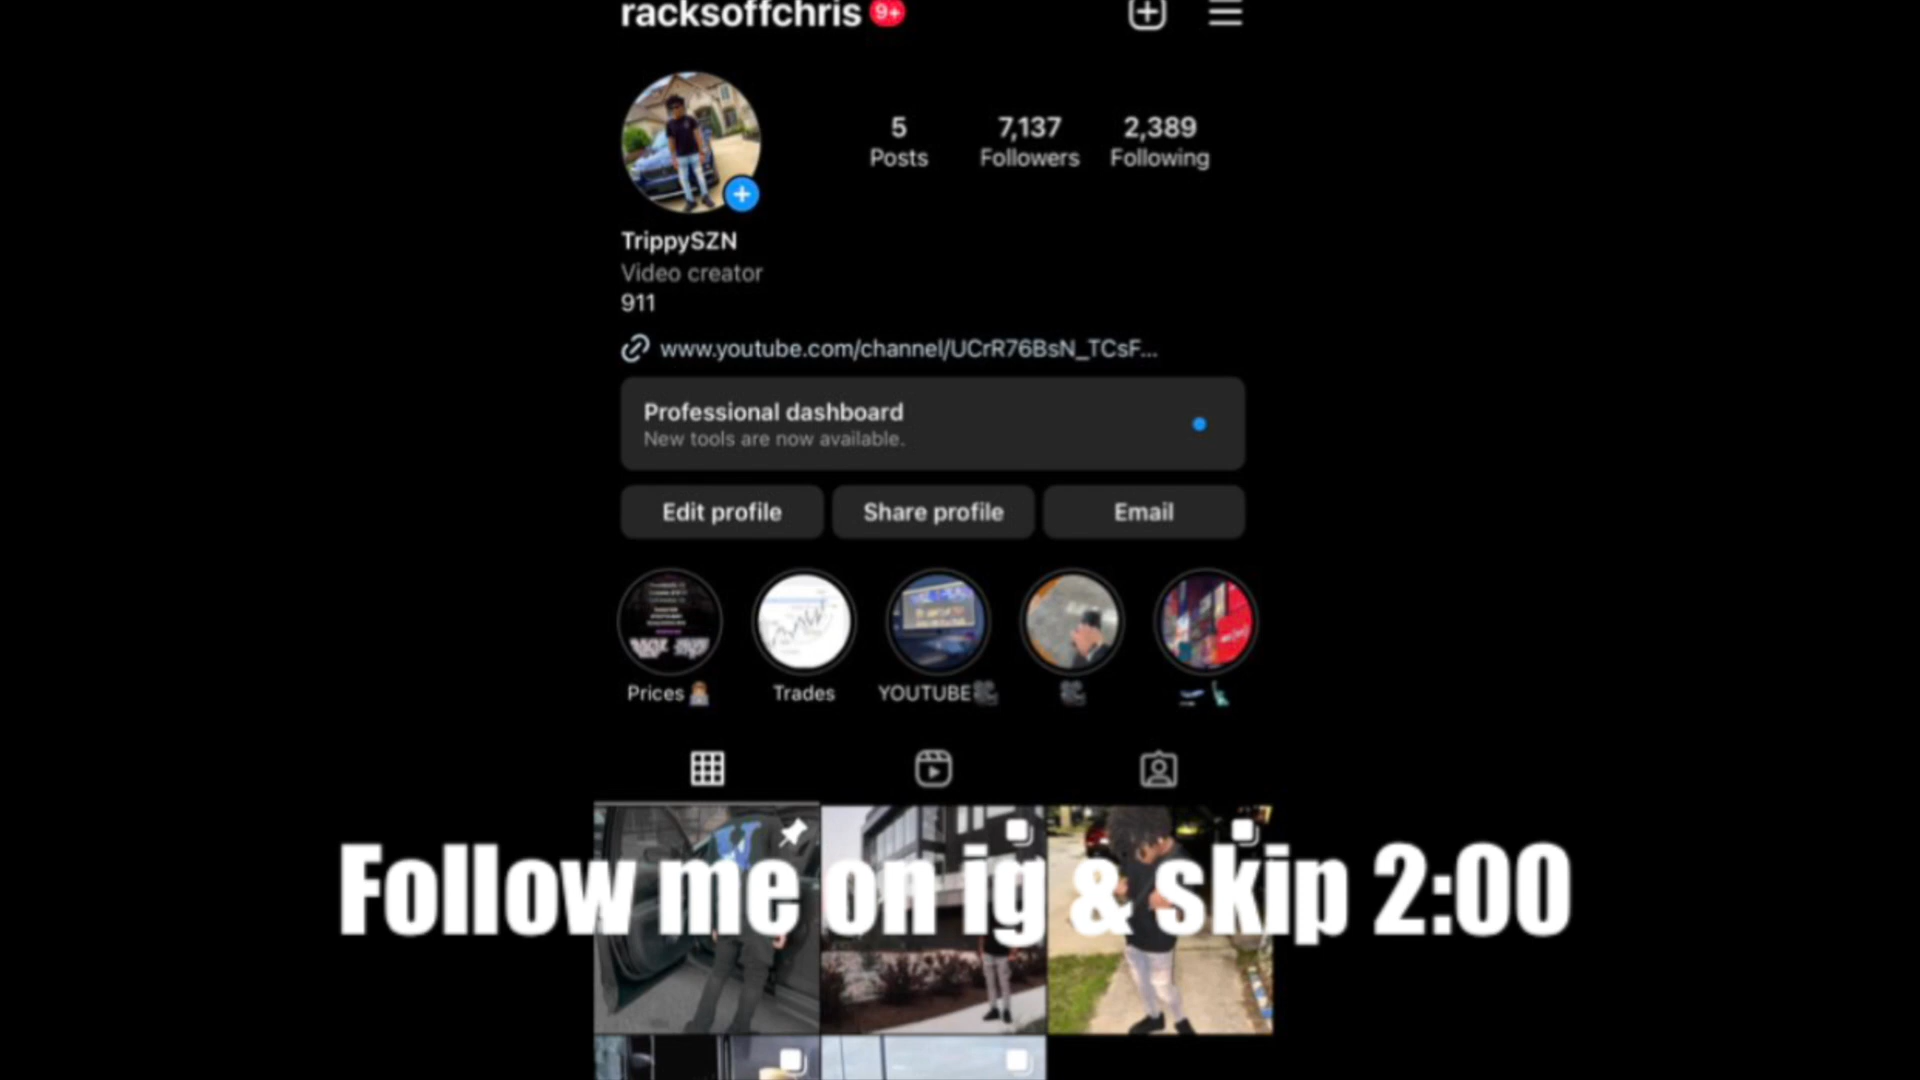 racksoffchris 9+
5 7,137 2,389
Posts Followers Following
TrippySZN
Video creator
911
www.youtube.com/channel/UCrR76BsN_TCsF...
Professional dashboard
New tools are now available.
Edit profile Share profile Email
Prices Trades YOUTUBE
Follow me on ig & skip 2:00